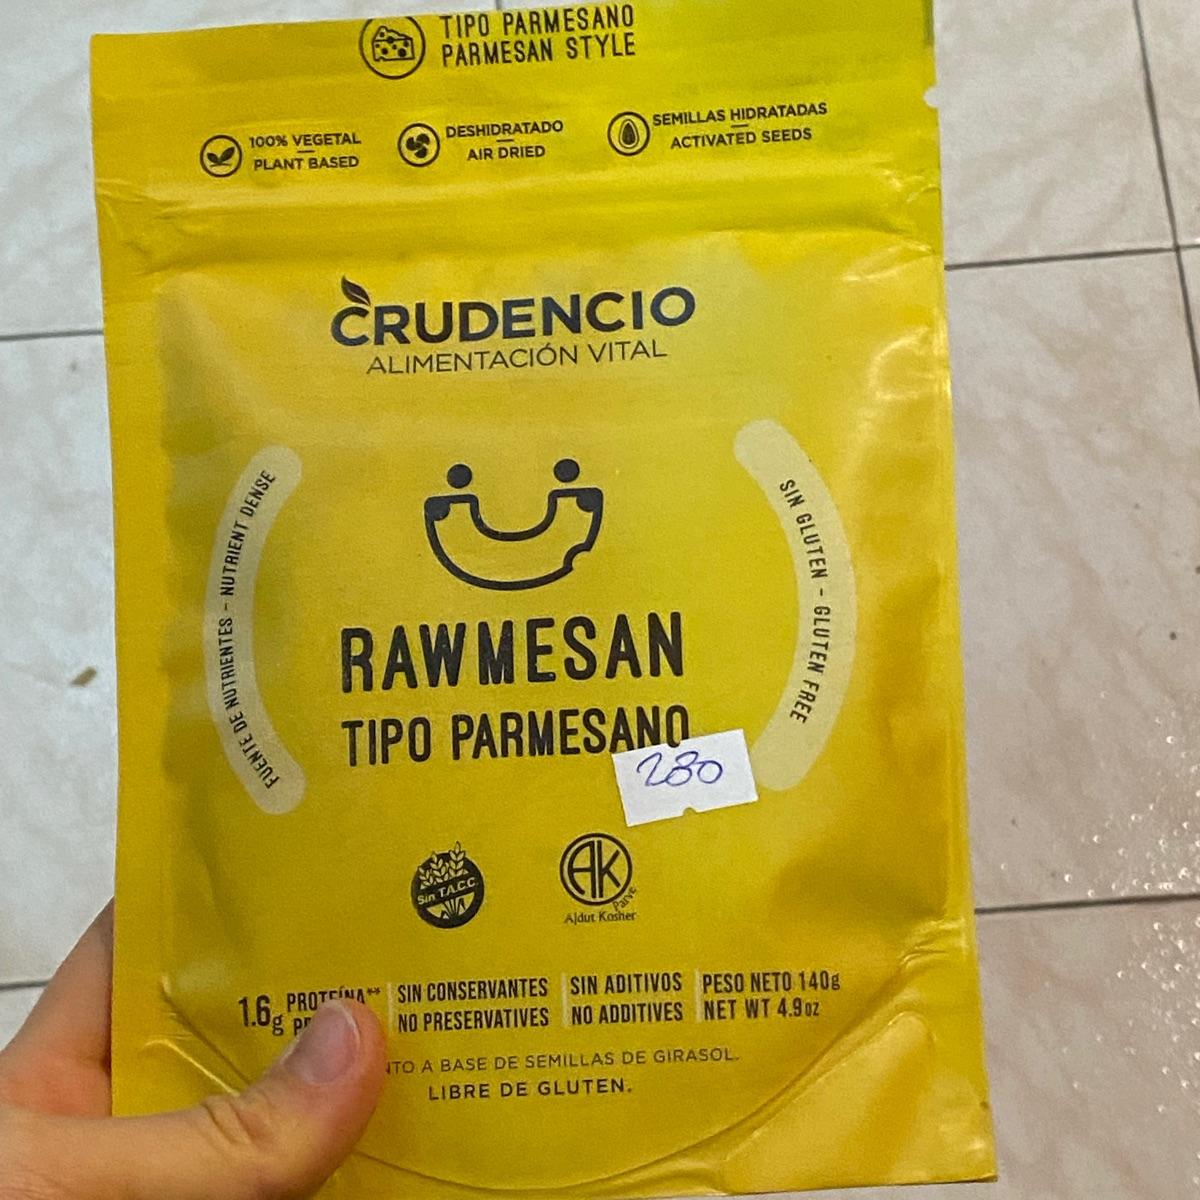 TIPO PARMESANO
PARMESAN STYLE
100% VEGETAL
PLANT BASED
DESHIDRATADO
AIR DRIED
SEMILLAS HIDRATADAS
ACTIVATED SEEDS
CRUDENCIO
ALIMENTACIÓN VITAL
FUENTE DE NUTRIENTES - NUTRIENT DENSE
SIN GLUTEN - GLUTEN FREE
RAWMESAN
TIPO PARMESANO
280
Sin T.A.C.C.
AK
Parve
Ajdut Kosher
1.6g PROTEÍNA**
SIN CONSERVANTES
NO PRESERVATIVES
SIN ADITIVOS
NO ADDITIVES
PESO NETO 140g
NET WT 4.9oz
A BASE DE SEMILLAS DE GIRASOL.
LIBRE DE GLUTEN.